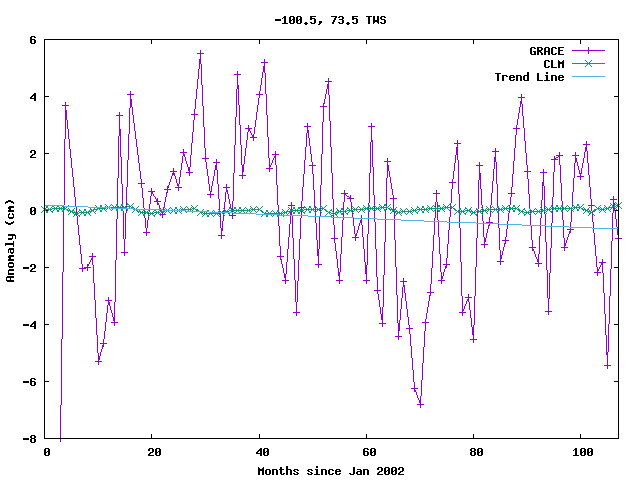 -100.5, 73.5 TWS
GRACE
CLM
Trend Line
6
4
2
0
-2
-4
-6
-8
Anomaly (cm)
0 20 40 60 80 100
Months since Jan 2002